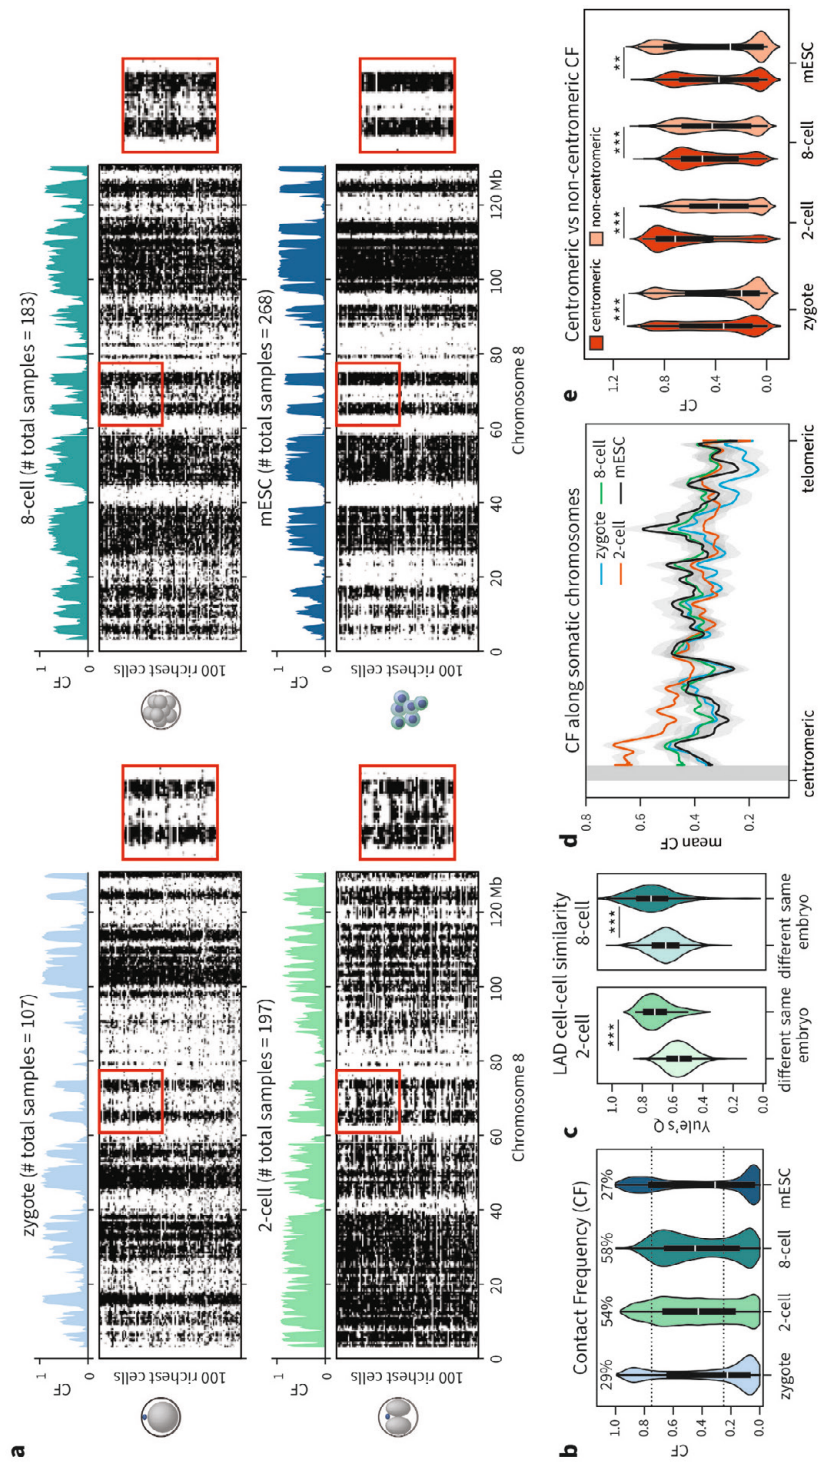 a
zygote (# total samples = 107)
1
0
CF
100 richest cells
8-cell (# total samples = 183)
1
0
CF
100 richest cells
2-cell (# total samples = 197)
1
0
CF
100 richest cells
0 20 40 60 80 100 120 Mb
Chromosome 8
mESC (# total samples = 268)
1
0
CF
100 richest cells
0 20 40 60 80 100 120 Mb
Chromosome 8
b
Contact Frequency (CF)
29% 54% 58% 27%
1.0
0.8
0.6
0.4
0.2
0.0
CF
zygote 2-cell 8-cell mESC
c
LAD cell-cell similarity
2-cell 8-cell
*** ***
1.0
0.8
0.6
0.4
0.2
0.0
Yule's Q
different same different same
embryo embryo
d
CF along somatic chromosomes
zygote 8-cell
2-cell mESC
0.8
0.6
0.4
0.2
mean CF
centromeric telomeric
e
Centromeric vs non-centromeric CF
centromeric non-centromeric
*** *** *** **
1.2
0.8
0.4
0.0
CF
zygote 2-cell 8-cell mESC